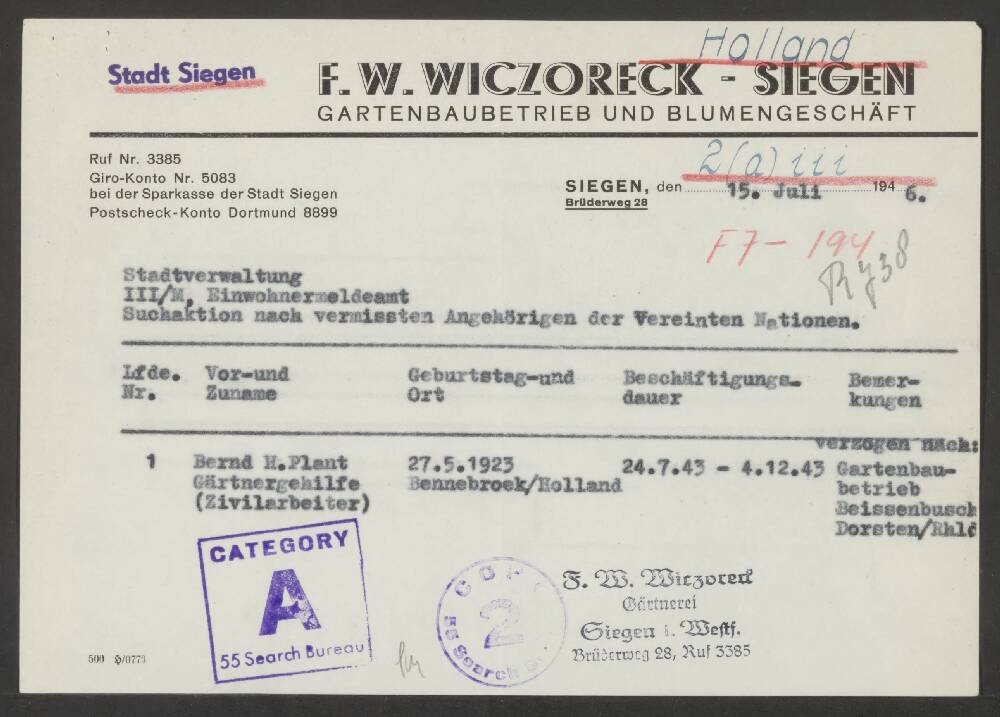 Holland
Stadt Siegen
F. W. WICZORECK - SIEGEN
GARTENBAUBETRIEB UND BLUMENGESCHÄFT
Ruf Nr. 3385
Giro-Konto Nr. 5083
bei der Sparkasse der Stadt Siegen
Postscheck-Konto Dortmund 8899
2(a) iii
SIEGEN, den 15. Juli 1946.
Brüderweg 28
F7- 194
Stadtverwaltung
III/M, Einwohnermeldeamt
Suchaktion nach vermissten Angehörigen der Vereinten Nationen.
Lfde. Vor-und Geburtstag-und Beschäftigungs- Bemer-
Nr. Zuname Ort dauer kungen
verzogen nach:
1 Bernd H.Plant 27.5.1923 24.7.43 - 4.12.43 Gartenbau-
Gärtnergehilfe Bennebroek/Holland betrieb
(Zivilarbeiter) Beissenbusch
Dorsten/Rhld
CATEGORY
A
55 Search Bureau
COPY
2
55 Search
F. W. Wiczoreck
Gärtnerei
Siegen i. Westf.
Brüderweg 28, Ruf 3385
500 H/0773